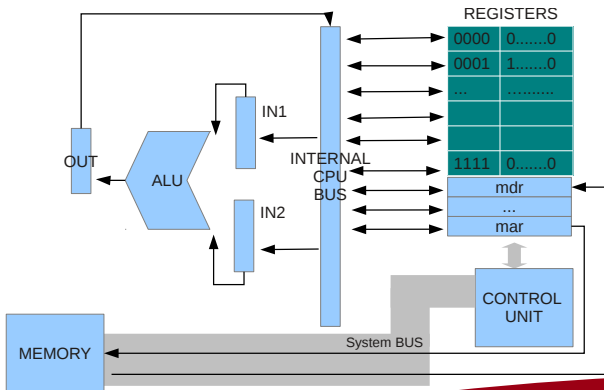 REGISTERS
0000 0.......0
0001 1.......0
... ..........
1111 0.......0
mdr
...
mar
IN1
IN2
OUT
ALU
INTERNAL
CPU
BUS
CONTROL
UNIT
System BUS
MEMORY